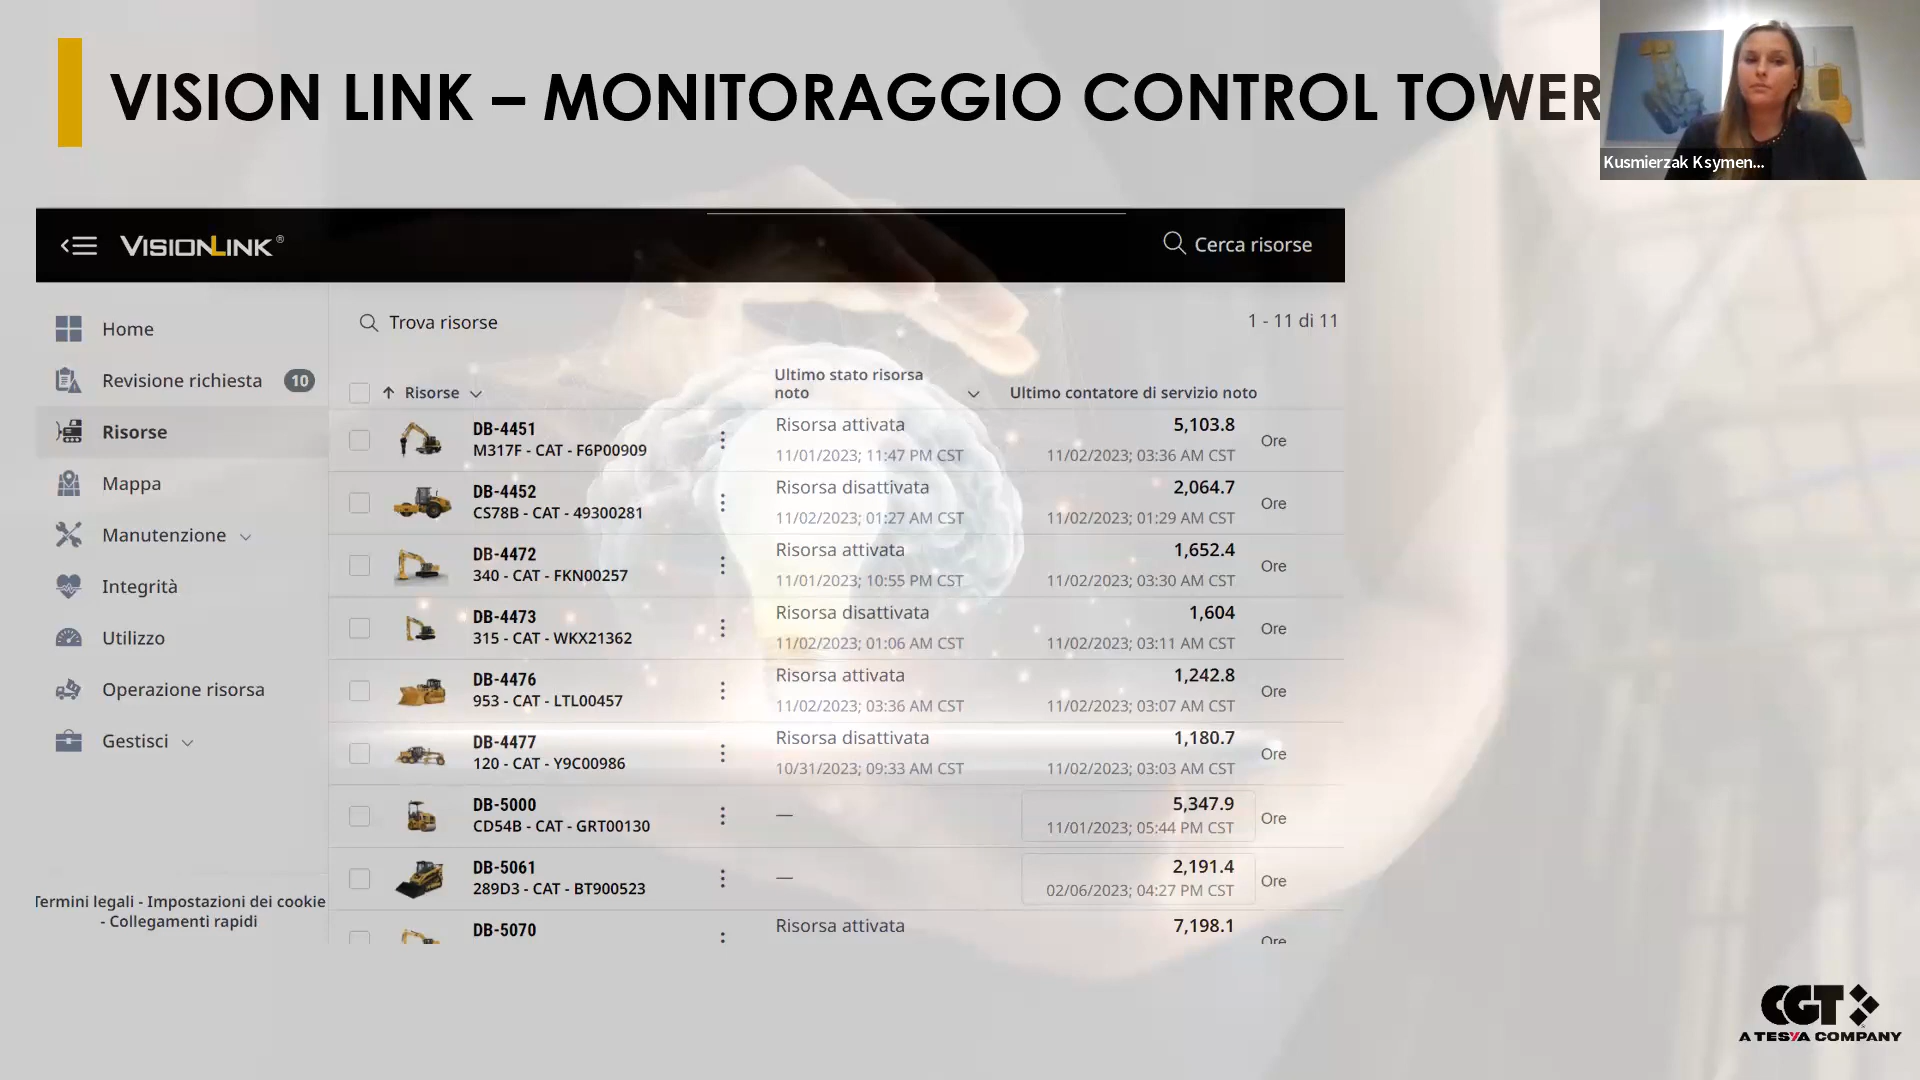 VISION LINK – MONITORAGGIO CONTROL TOWER
Kusmierzak Ksymen...
VISIONLINK®
Cerca risorse
Home
Revisione richiesta 10
Risorse
Mappa
Manutenzione
Integrità
Utilizzo
Operazione risorsa
Gestisci
Termini legali - Impostazioni dei cookie
- Collegamenti rapidi
Trova risorse
1 - 11 di 11
Risorse
Ultimo stato risorsa
noto
Ultimo contatore di servizio noto
DB-4451
M317F - CAT - F6P00909
Risorsa attivata
11/01/2023; 11:47 PM CST
5,103.8
11/02/2023; 03:36 AM CST
Ore
DB-4452
CS78B - CAT - 49300281
Risorsa disattivata
11/02/2023; 01:27 AM CST
2,064.7
11/02/2023; 01:29 AM CST
Ore
DB-4472
340 - CAT - FKN00257
Risorsa attivata
11/01/2023; 10:55 PM CST
1,652.4
11/02/2023; 03:30 AM CST
Ore
DB-4473
315 - CAT - WKX21362
Risorsa disattivata
11/02/2023; 01:06 AM CST
1,604
11/02/2023; 03:11 AM CST
Ore
DB-4476
953 - CAT - LTL00457
Risorsa attivata
11/02/2023; 03:36 AM CST
1,242.8
11/02/2023; 03:07 AM CST
Ore
DB-4477
120 - CAT - Y9C00986
Risorsa disattivata
10/31/2023; 09:33 AM CST
1,180.7
11/02/2023; 03:03 AM CST
Ore
DB-5000
CD54B - CAT - GRT00130
—
5,347.9
11/01/2023; 05:44 PM CST
Ore
DB-5061
289D3 - CAT - BT900523
—
2,191.4
02/06/2023; 04:27 PM CST
Ore
DB-5070
Risorsa attivata
7,198.1
Ore
CGT
A TESYA COMPANY